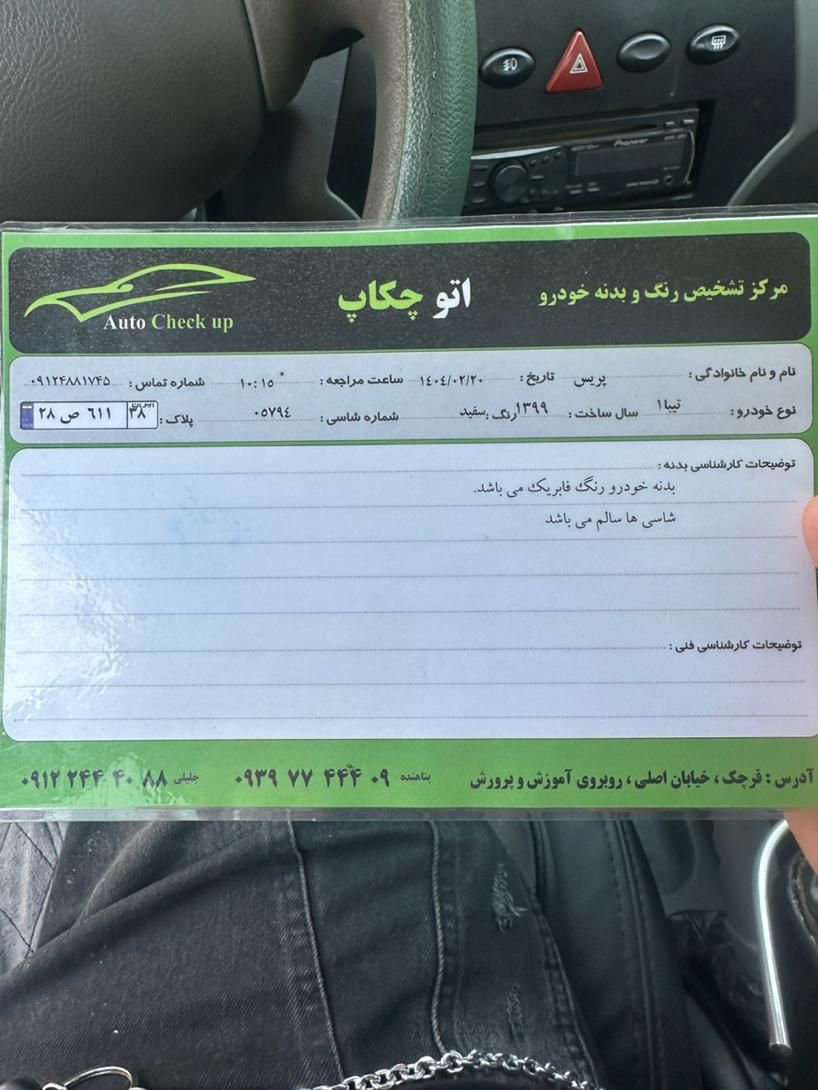 Pioneer
مرکز تشخیص رنگ و بدنه خودرو
اتو چکاپ
Auto Check up
نام و نام خانوادگی: پریس تاریخ: ۱۴۰۴/۰۲/۲۰ ساعت مراجعه: ۱۰:۱۵ شماره تماس: ۰۹۱۲۴۸۸۱۷۴۵
نوع خودرو: تیبا۱ سال ساخت: ۱۳۹۹ رنگ: سفید شماره شاسی: ۰۵۷۹۴ پلاک: ۲۸ ص ۶۱۱ ایران ۳۸
توضیحات کارشناسی بدنه:
بدنه خودرو رنگ فابریک می باشد.
شاسی ها سالم می باشد
توضیحات کارشناسی فنی:
آدرس: قرچک، خیابان اصلی، روبروی آموزش و پرورش پناهنده ۰۹۳۹ ۷۷ ۴۴۴ ۰۹ جلیلی ۰۹۱۲ ۲۴۴ ۴۰ ۸۸